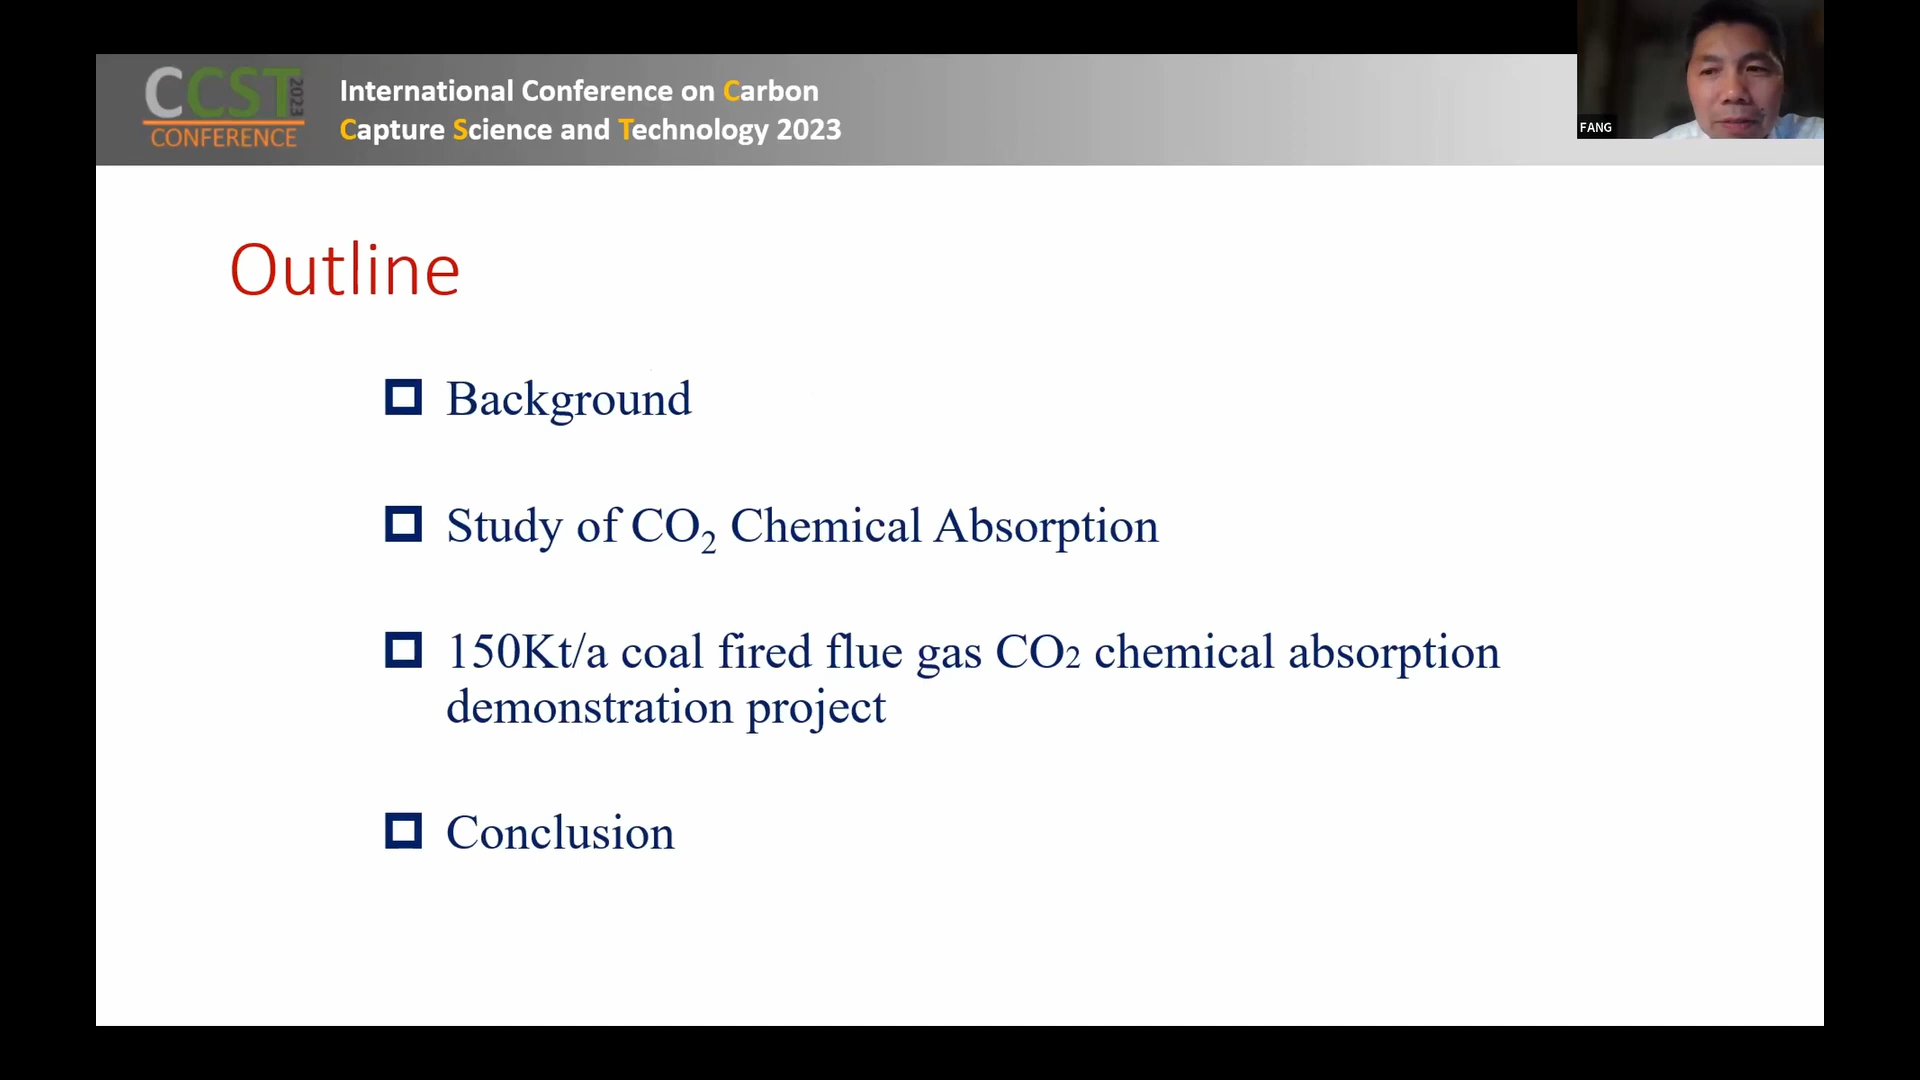 CCST 2023
CONFERENCE
International Conference on Carbon
Capture Science and Technology 2023
FANG
Outline
Background
Study of CO₂ Chemical Absorption
150Kt/a coal fired flue gas CO2 chemical absorption
demonstration project
Conclusion